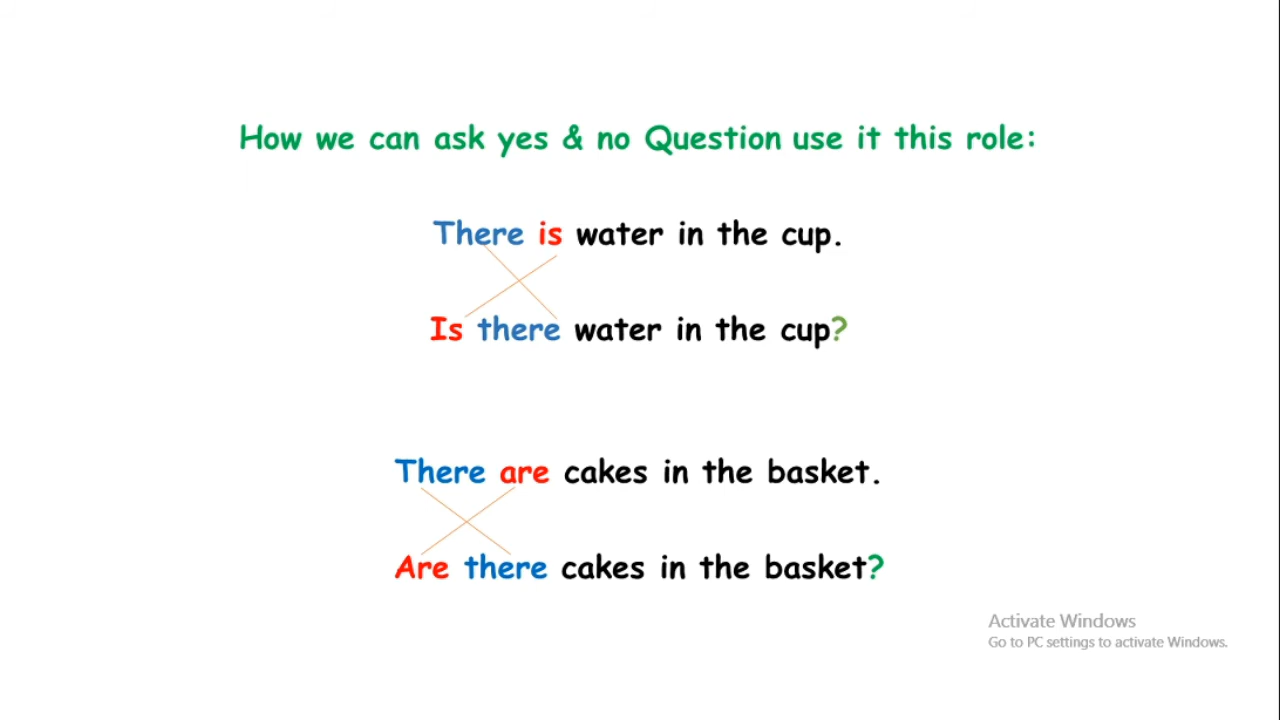 How we can ask yes & no Question use it this role:
There is water in the cup.
Is there water in the cup?
There are cakes in the basket.
Are there cakes in the basket?
Activate Windows
Go to PC settings to activate Windows.